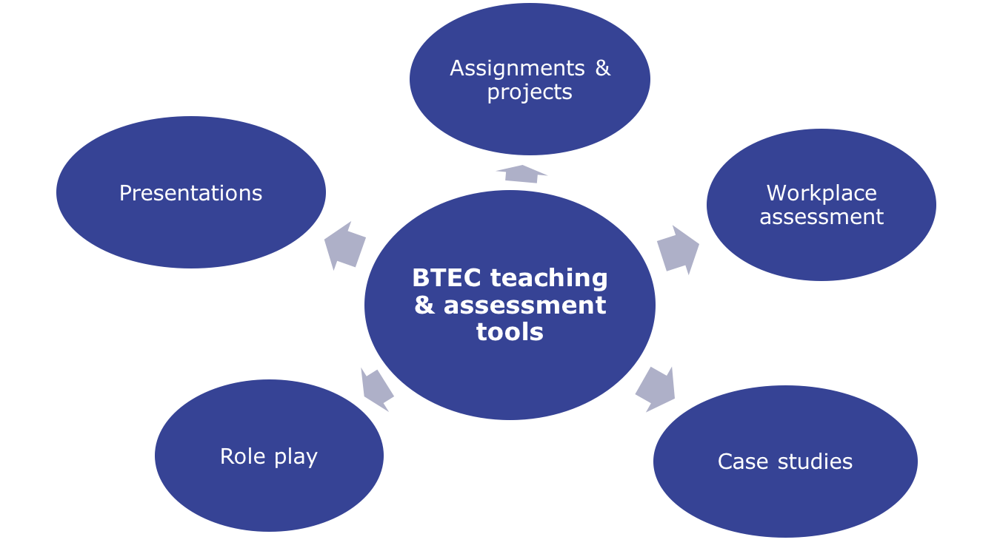 Assignments &
projects
Presentations
Workplace
assessment
BTEC teaching
& assessment
tools
Role play
Case studies